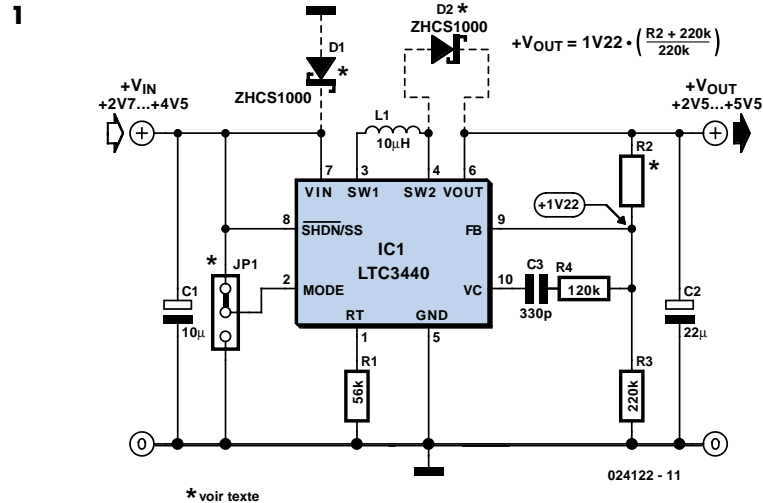 1
D2 *
ZHCS1000
+VOUT = 1V22 • ( R2 + 220k / 220k )
D1
*
ZHCS1000
+VIN
+2V7...+4V5
+VOUT
+2V5...+5V5
L1
10µH
R2
*
7
3
4
6
VIN
SW1
SW2
VOUT
+1V22
8
SHDN/SS
FB
9
IC1
LTC3440
*
JP1
2
MODE
VC
10
C3
330p
R4
120k
C1
10µ
C2
22µ
RT
GND
1
5
R1
56k
R3
220k
0
0
024122 - 11
* voir texte